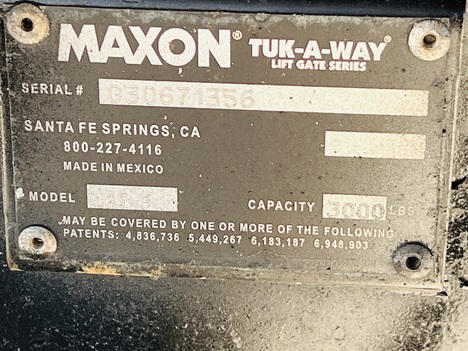 MAXON® TUK-A-WAY®
LIFT GATE SERIES
SERIAL # G30671356
SANTA FE SPRINGS, CA
800-227-4116
MADE IN MEXICO
MODEL CAPACITY 3000 LBS
MAY BE COVERED BY ONE OR MORE OF THE FOLLOWING
PATENTS: 4,836,736 5,449,267 6,183,187 6,948,903